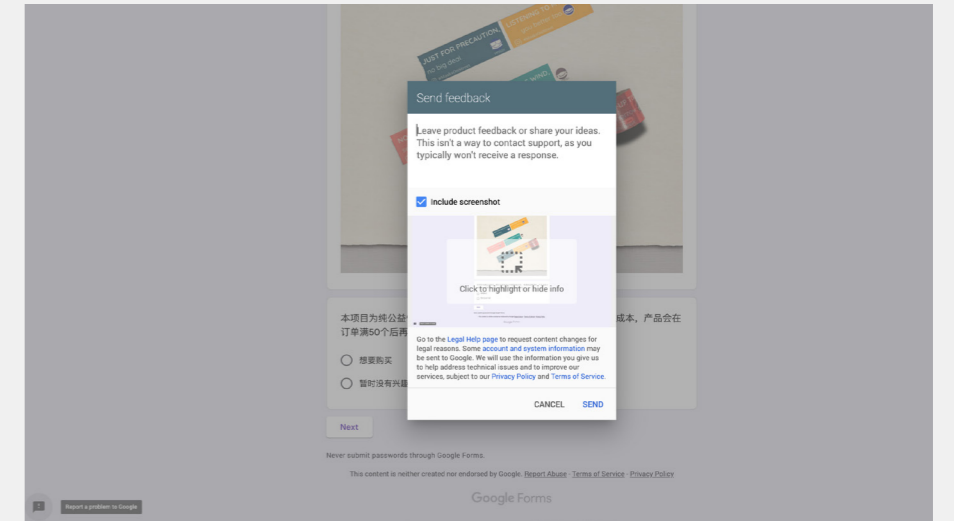 JUST FOR PRECAUTION,
no big deal
LISTENING TO
Send feedback
Leave product feedback or share your ideas.
This isn't a way to contact support, as you
typically won't receive a response.
Include screenshot
Click to highlight or hide info
本项目为纯公益
成本，产品会在
订单满50个后再
想要购买
暂时没有兴趣
Go to the Legal Help page to request content changes for
legal reasons. Some account and system information may
be sent to Google. We will use the information you give us
to help address technical issues and to improve our
services, subject to our Privacy Policy and Terms of Service.
CANCEL SEND
Next
Never submit passwords through Google Forms.
This content is neither created nor endorsed by Google. Report Abuse - Terms of Service - Privacy Policy
Google Forms
Report a problem to Google